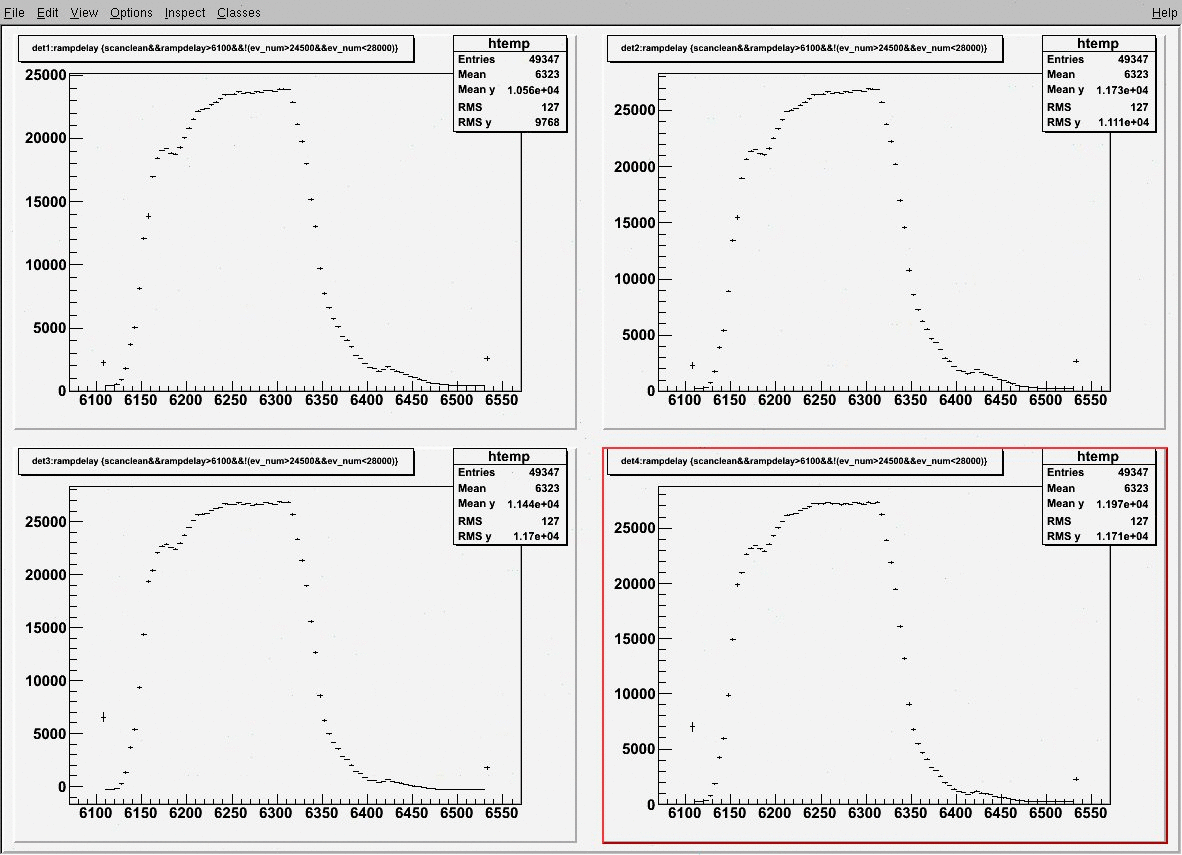 File Edit View Options Inspect Classes Help
det1:rampdelay {scanclean&&rampdelay>6100&&!(ev_num>24500&&ev_num<28000)}
htemp
Entries 49347
Mean 6323
Mean y 1.056e+04
RMS 127
RMS y 9768
25000
20000
15000
10000
5000
0
6100 6150 6200 6250 6300 6350 6400 6450 6500 6550
det2:rampdelay {scanclean&&rampdelay>6100&&!(ev_num>24500&&ev_num<28000)}
htemp
Entries 49347
Mean 6323
Mean y 1.173e+04
RMS 127
RMS y 1.111e+04
25000
20000
15000
10000
5000
0
6100 6150 6200 6250 6300 6350 6400 6450 6500 6550
det3:rampdelay {scanclean&&rampdelay>6100&&!(ev_num>24500&&ev_num<28000)}
htemp
Entries 49347
Mean 6323
Mean y 1.144e+04
RMS 127
RMS y 1.17e+04
25000
20000
15000
10000
5000
0
6100 6150 6200 6250 6300 6350 6400 6450 6500 6550
det4:rampdelay {scanclean&&rampdelay>6100&&!(ev_num>24500&&ev_num<28000)}
htemp
Entries 49347
Mean 6323
Mean y 1.197e+04
RMS 127
RMS y 1.171e+04
25000
20000
15000
10000
5000
0
6100 6150 6200 6250 6300 6350 6400 6450 6500 6550